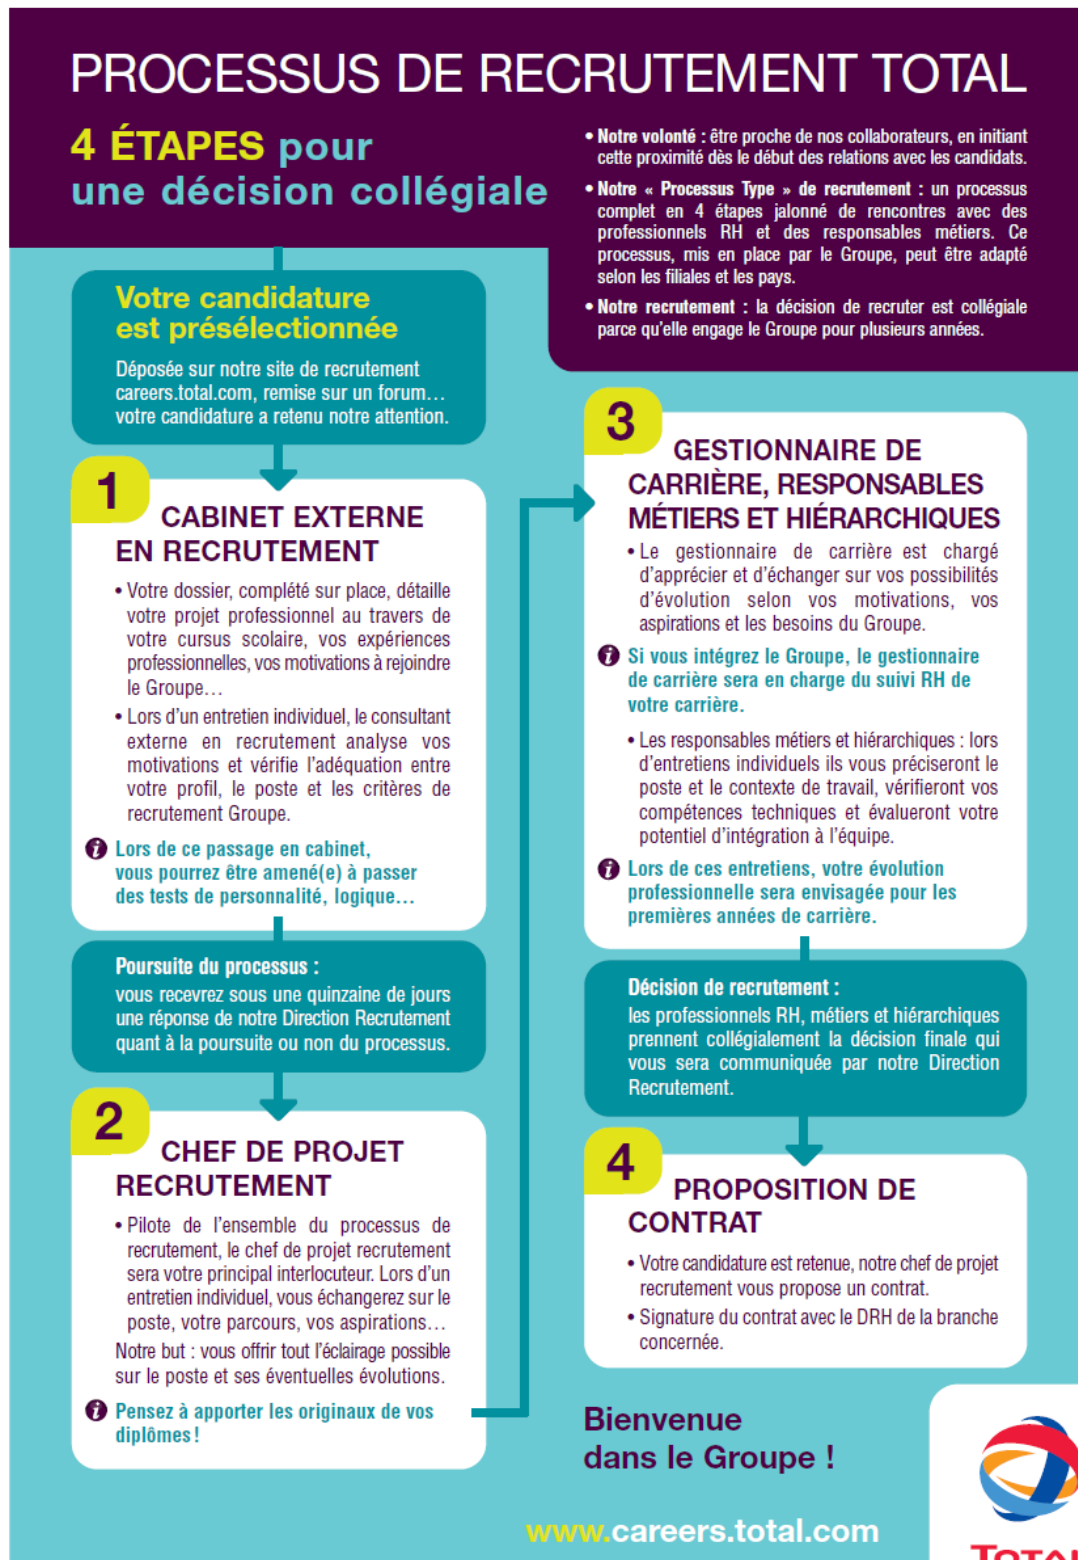 PROCESSUS DE RECRUTEMENT TOTAL
4 ÉTAPES pour
une décision collégiale
• Notre volonté : être proche de nos collaborateurs, en initiant
cette proximité dès le début des relations avec les candidats.
• Notre « Processus Type » de recrutement : un processus
complet en 4 étapes jalonné de rencontres avec des
professionnels RH et des responsables métiers. Ce
processus, mis en place par le Groupe, peut être adapté
selon les filiales et les pays.
• Notre recrutement : la décision de recruter est collégiale
parce qu'elle engage le Groupe pour plusieurs années.
Votre candidature
est présélectionnée
Déposée sur notre site de recrutement
careers.total.com, remise sur un forum...
votre candidature a retenu notre attention.
1
CABINET EXTERNE
EN RECRUTEMENT
• Votre dossier, complété sur place, détaille
votre projet professionnel au travers de
votre cursus scolaire, vos expériences
professionnelles, vos motivations à rejoindre
le Groupe...
• Lors d'un entretien individuel, le consultant
externe en recrutement analyse vos
motivations et vérifie l'adéquation entre
votre profil, le poste et les critères de
recrutement Groupe.
i Lors de ce passage en cabinet,
vous pourrez être amené(e) à passer
des tests de personnalité, logique...
Poursuite du processus :
vous recevrez sous une quinzaine de jours
une réponse de notre Direction Recrutement
quant à la poursuite ou non du processus.
2
CHEF DE PROJET
RECRUTEMENT
• Pilote de l'ensemble du processus de
recrutement, le chef de projet recrutement
sera votre principal interlocuteur. Lors d'un
entretien individuel, vous échangerez sur le
poste, votre parcours, vos aspirations...
Notre but : vous offrir tout l'éclairage possible
sur le poste et ses éventuelles évolutions.
i Pensez à apporter les originaux de vos
diplômes !
3
GESTIONNAIRE DE
CARRIÈRE, RESPONSABLES
MÉTIERS ET HIÉRARCHIQUES
• Le gestionnaire de carrière est chargé
d'apprécier et d'échanger sur vos possibilités
d'évolution selon vos motivations, vos
aspirations et les besoins du Groupe.
i Si vous intégrez le Groupe, le gestionnaire
de carrière sera en charge du suivi RH de
votre carrière.
• Les responsables métiers et hiérarchiques : lors
d'entretiens individuels ils vous préciseront le
poste et le contexte de travail, vérifieront vos
compétences techniques et évalueront votre
potentiel d'intégration à l'équipe.
i Lors de ces entretiens, votre évolution
professionnelle sera envisagée pour les
premières années de carrière.
Décision de recrutement :
les professionnels RH, métiers et hiérarchiques
prennent collégialement la décision finale qui
vous sera communiquée par notre Direction
Recrutement.
4
PROPOSITION DE
CONTRAT
• Votre candidature est retenue, notre chef de projet
recrutement vous propose un contrat.
• Signature du contrat avec le DRH de la branche
concernée.
Bienvenue
dans le Groupe !
www.careers.total.com
TOTAL